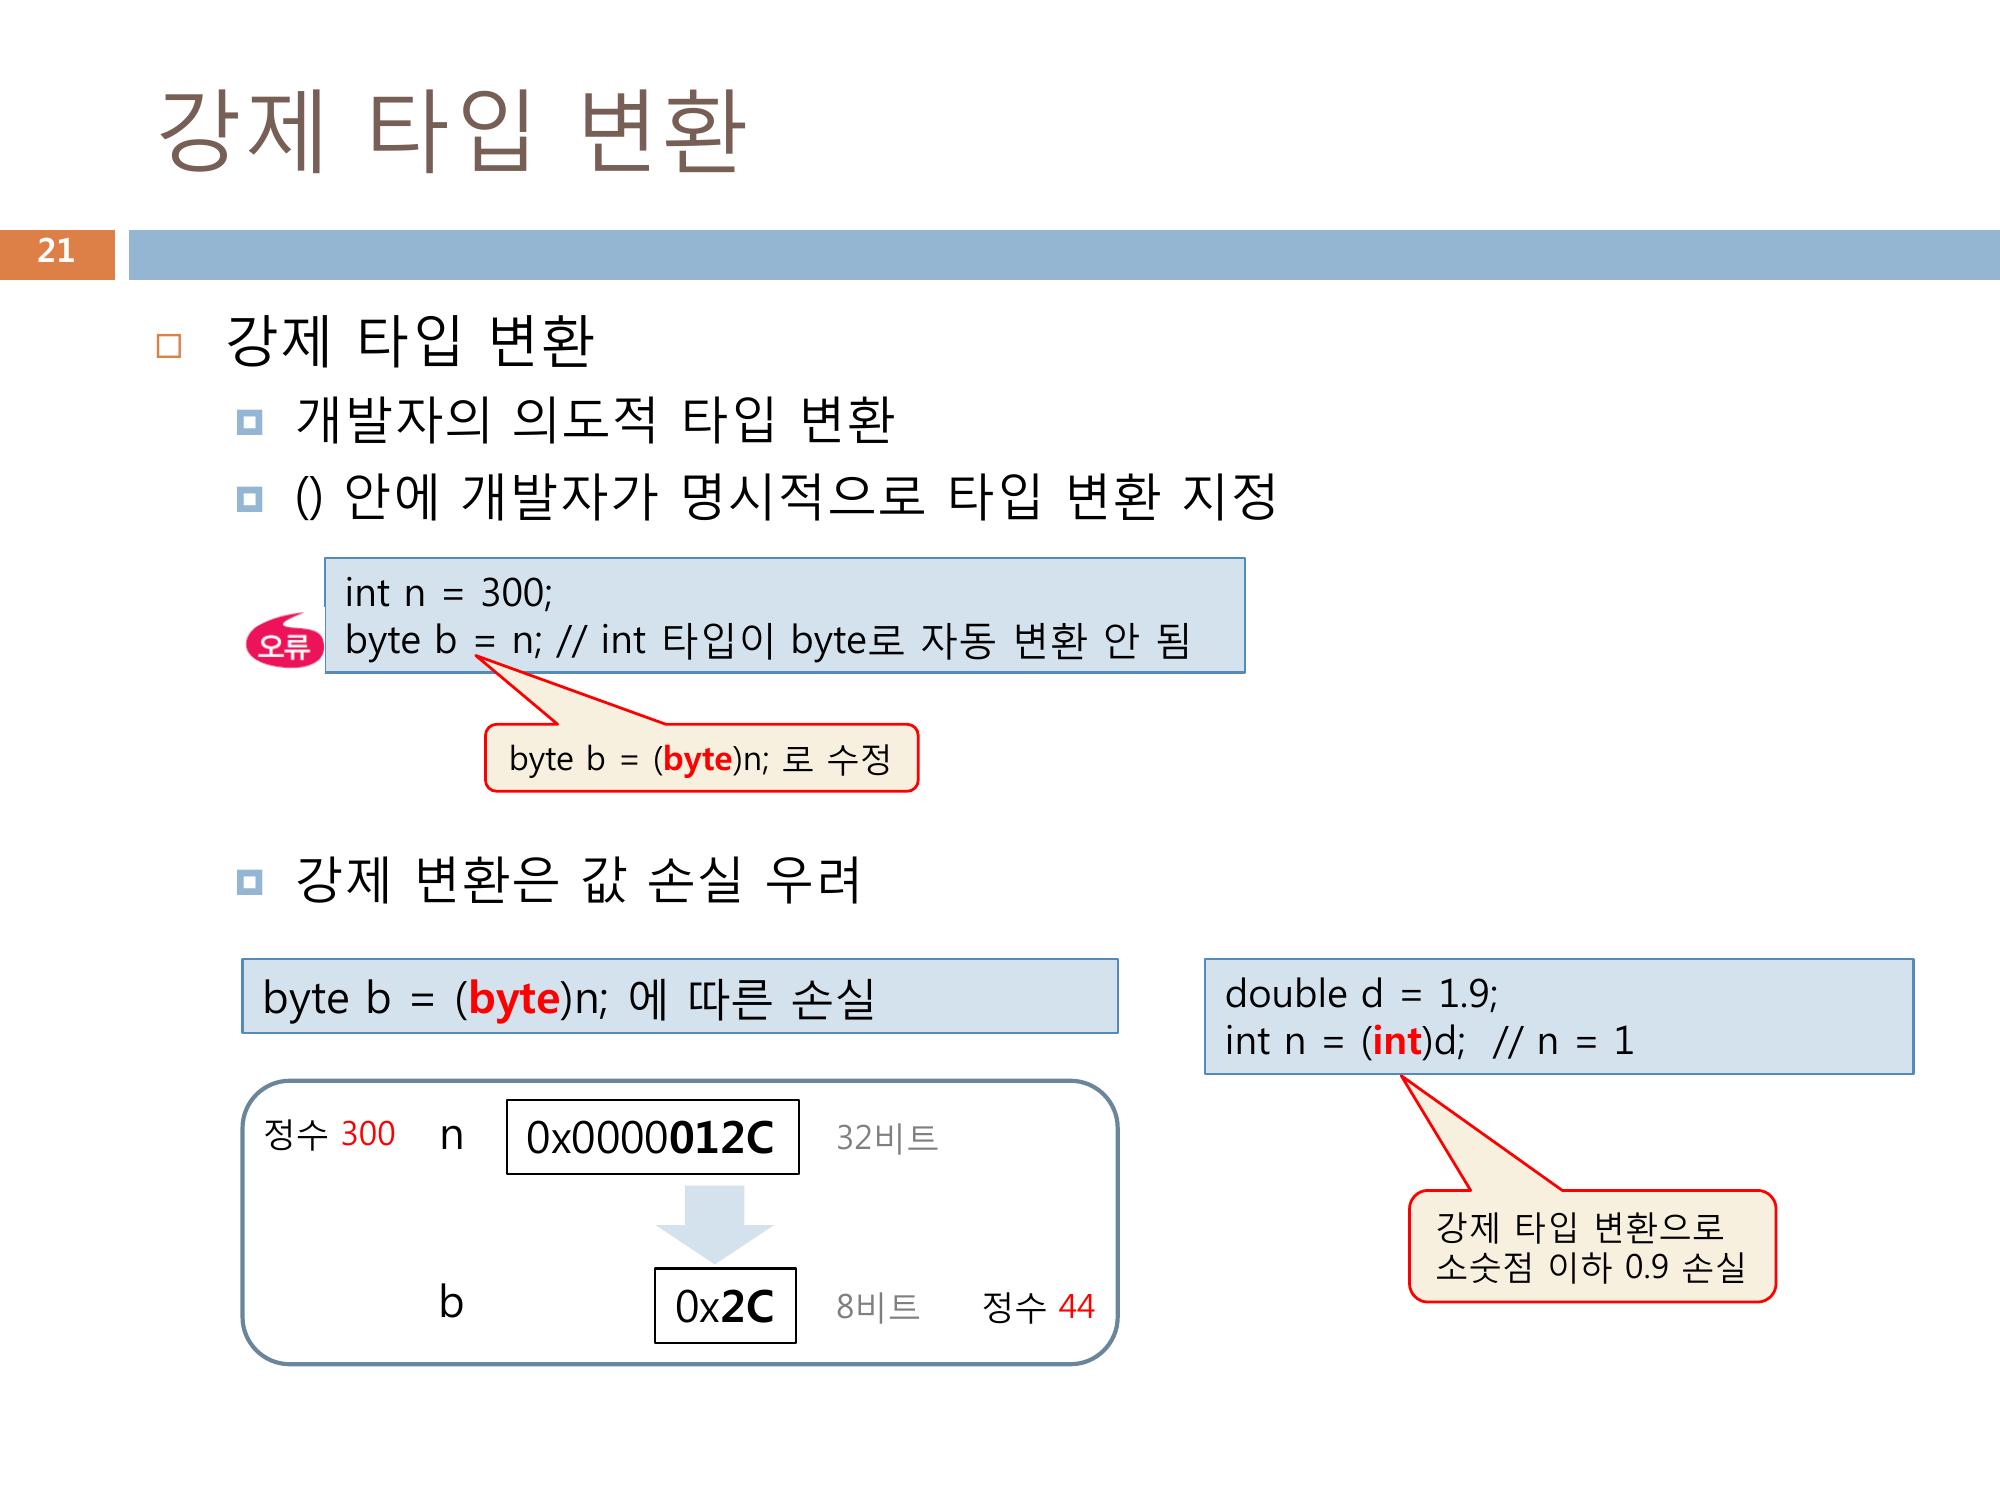 강제 타입 변환
21
강제 타입 변환
개발자의 의도적 타입 변환
() 안에 개발자가 명시적으로 타입 변환 지정
int n = 300;
오류
byte b = n; // int 타입이 byte로 자동 변환 안 됨
byte b = (byte)n; 로 수정
강제 변환은 값 손실 우려
byte b = (byte)n; 에 따른 손실
정수 300 n 0x0000012C 32비트
b 0x2C 8비트 정수 44
double d = 1.9;
int n = (int)d; // n = 1
강제 타입 변환으로
소숫점 이하 0.9 손실